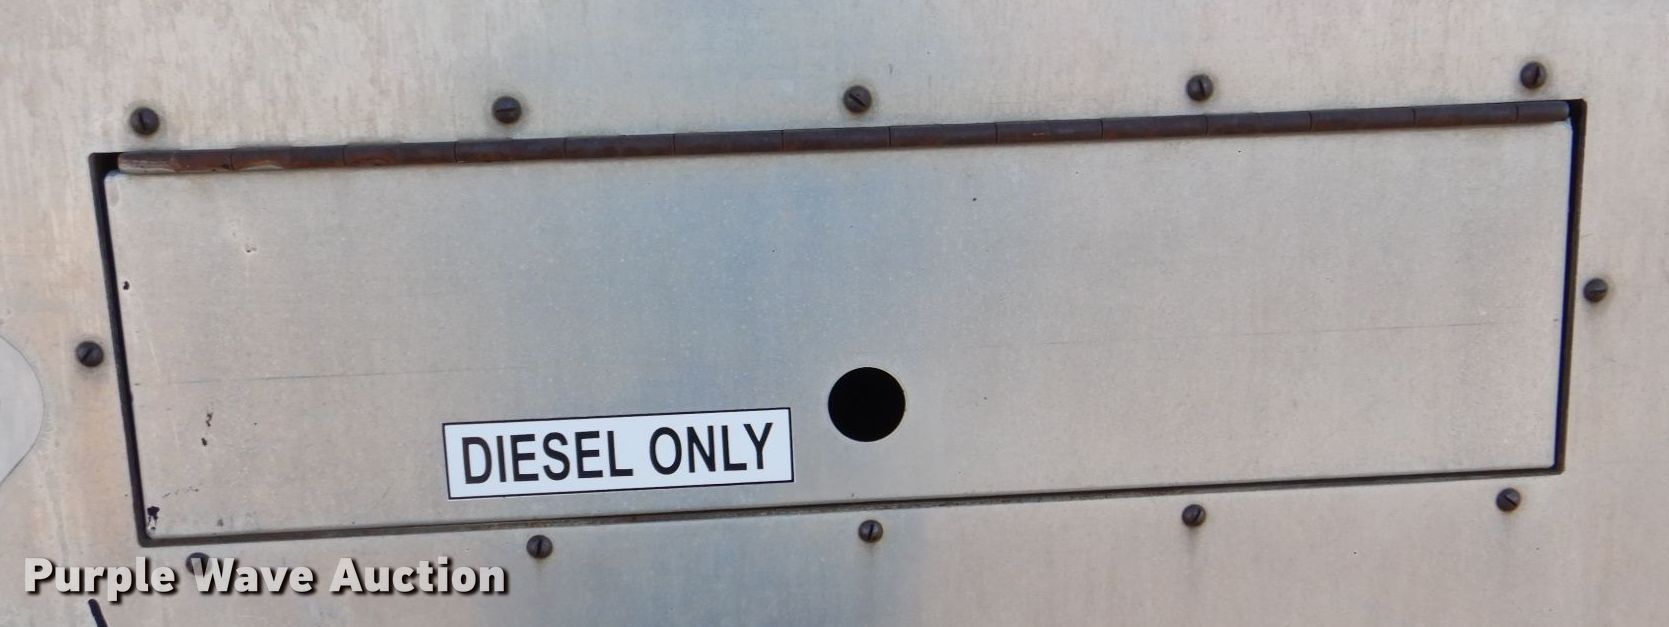 DIESEL ONLY
Purple Wave Auction